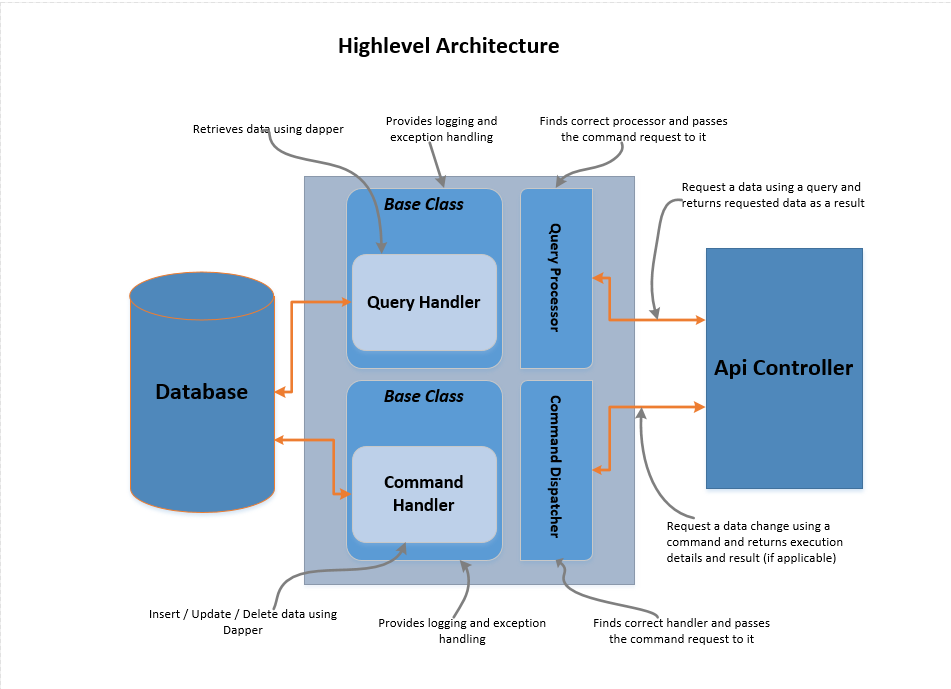 Highlevel Architecture
Retrieves data using dapper
Provides logging and
exception handling
Finds correct processor and passes
the command request to it
Request a data using a query and
returns requested data as a result
Base Class
Query Handler
Query Processor
Database
Api Controller
Base Class
Command
Handler
Command Dispatcher
Request a data change using a
command and returns execution
details and result (if applicable)
Insert / Update / Delete data using
Dapper
Provides logging and exception
handling
Finds correct handler and passes
the command request to it